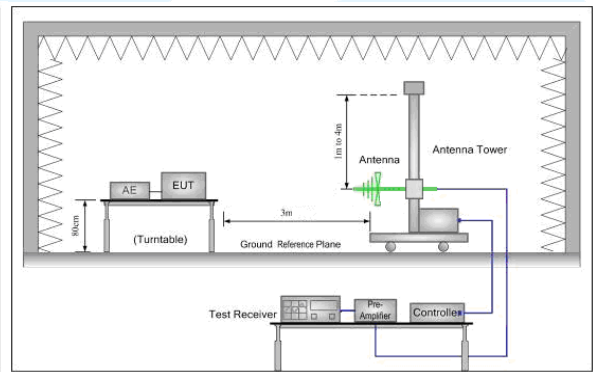 1m to 4m
Antenna
Antenna Tower
AE
EUT
3m
80cm
(Turntable)
Ground Reference Plane
Test Receiver
Pre-
Amplifier
Controlle